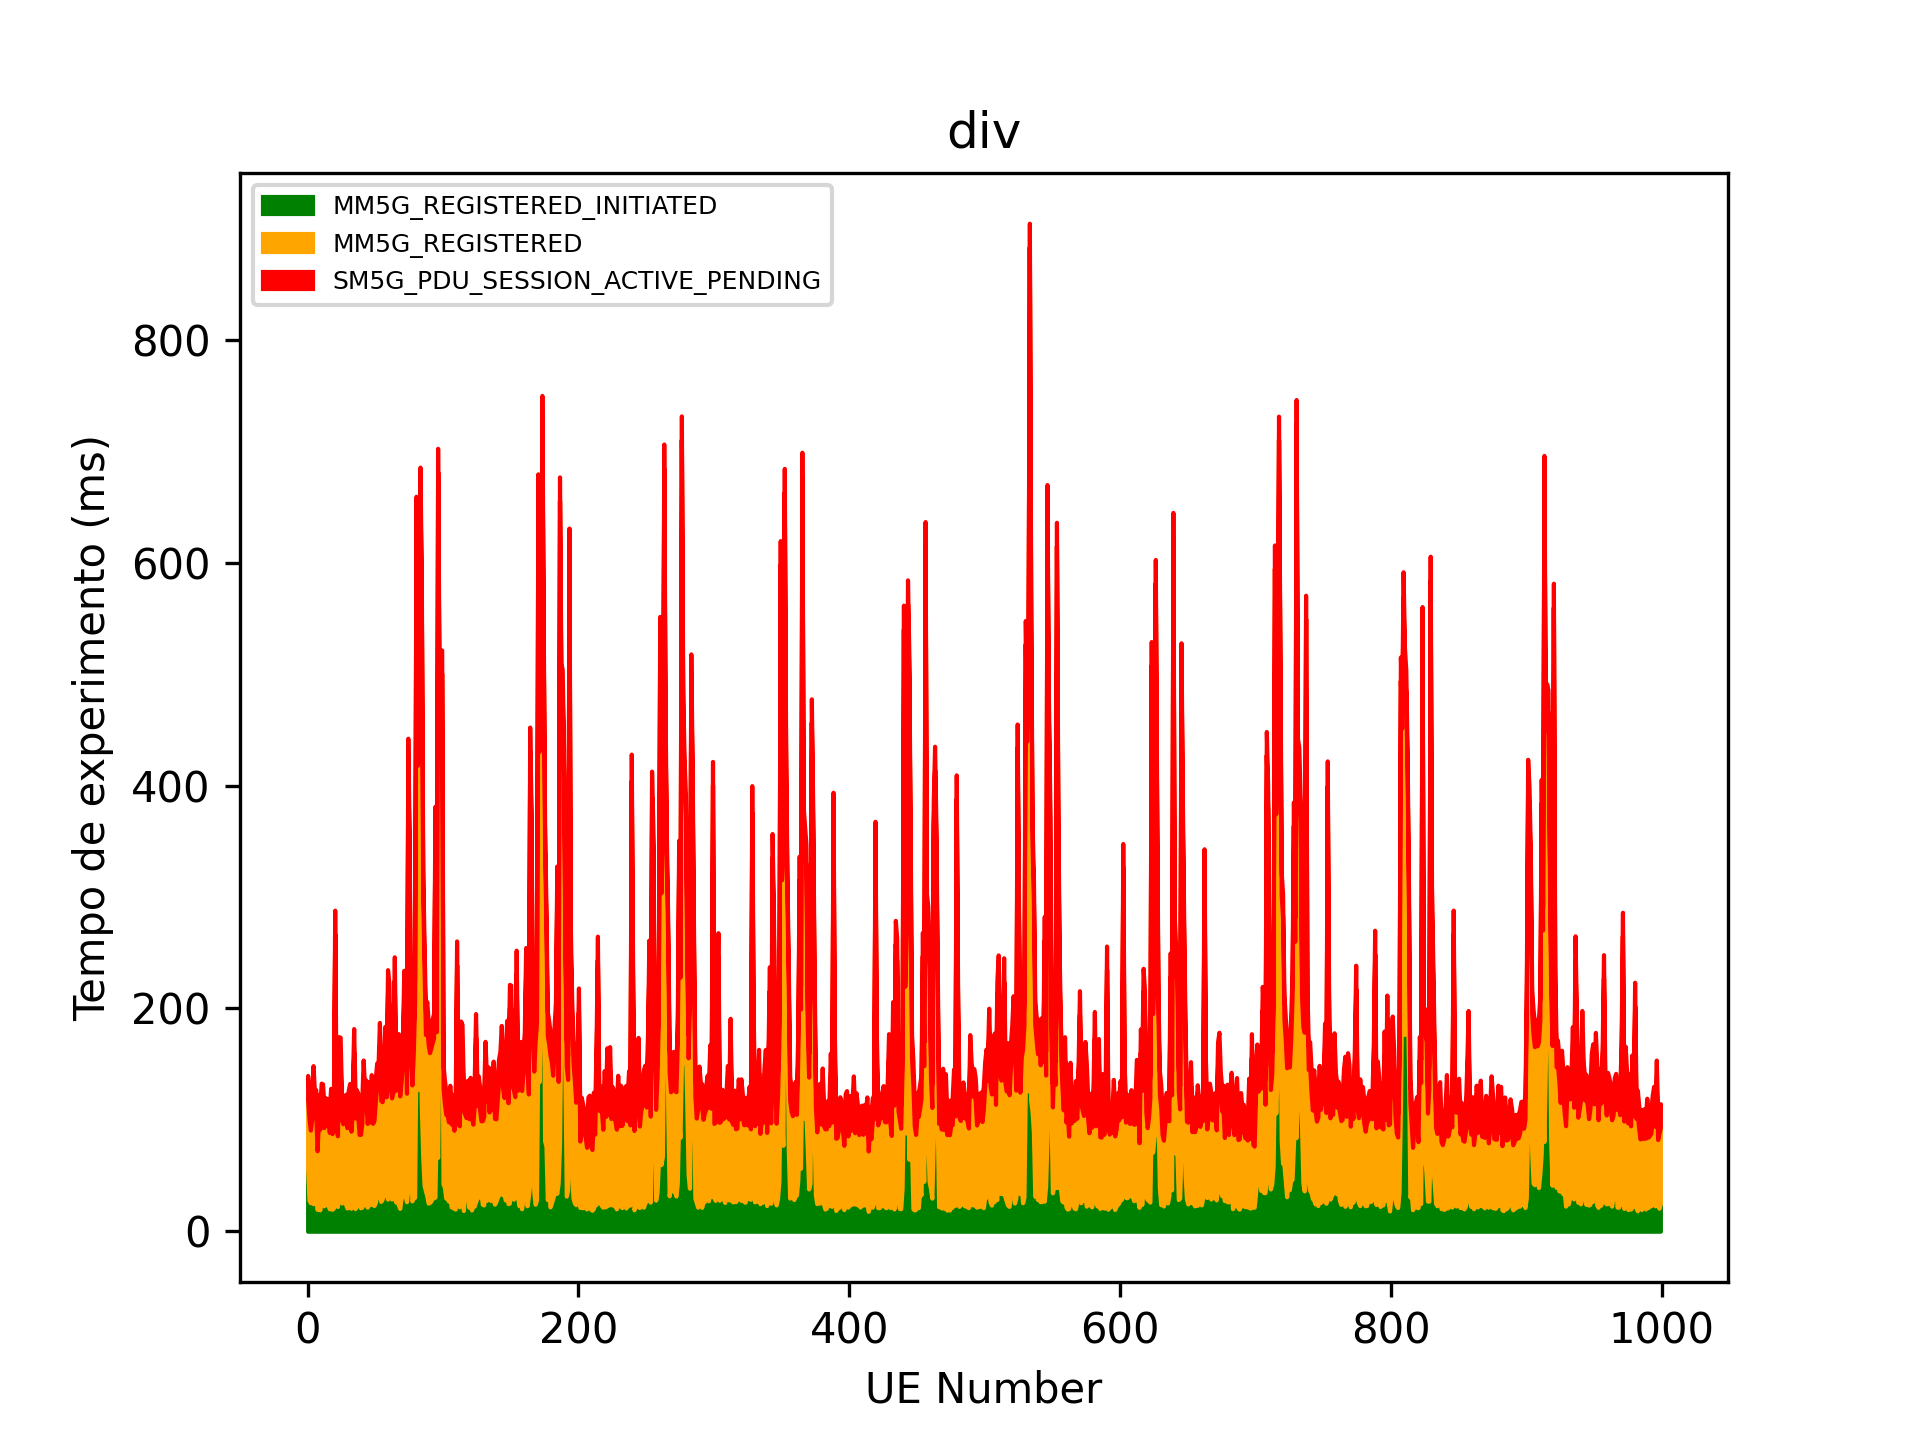 div
MM5G_REGISTERED_INITIATED
MM5G_REGISTERED
SM5G_PDU_SESSION_ACTIVE_PENDING
Tempo de experimento (ms)
800
600
400
200
0
0 200 400 600 800 1000
UE Number